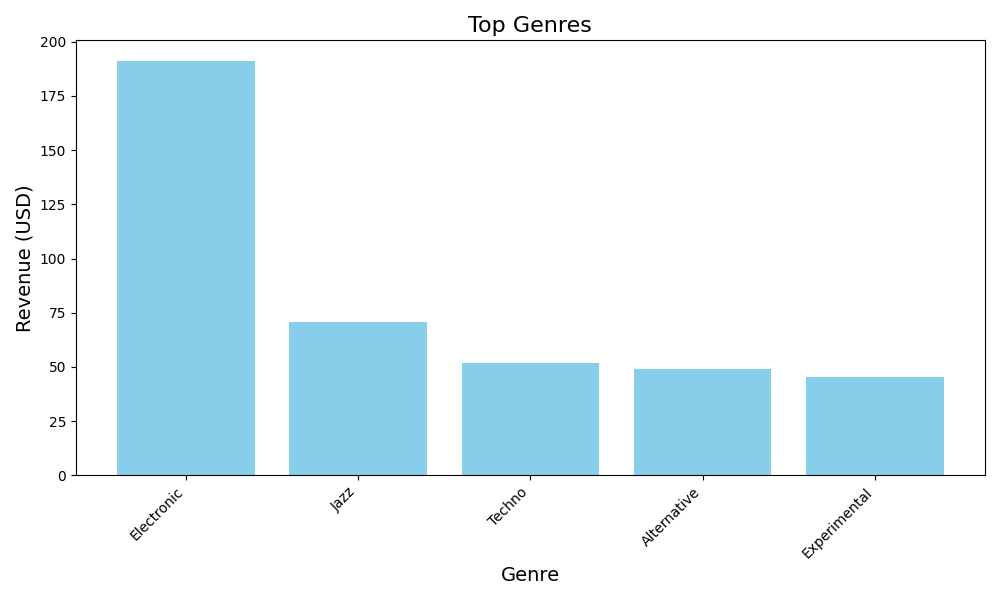 Top Genres
Revenue (USD)
200
175
150
125
100
75
50
25
0
Electronic
Jazz
Techno
Alternative
Experimental
Genre